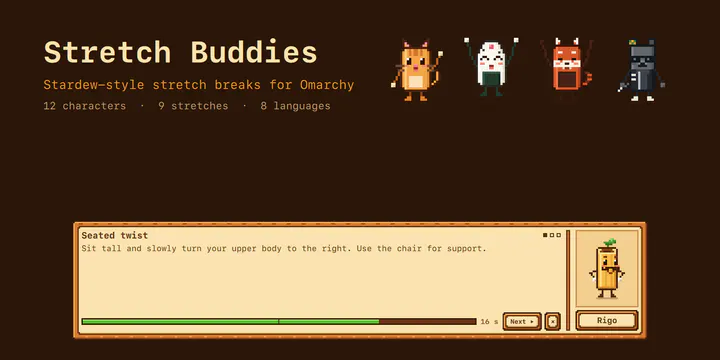 Stretch Buddies
Stardew-style stretch breaks for Omarchy
12 characters · 9 stretches · 8 languages
Seated twist
Sit tall and slowly turn your upper body to the right. Use the chair for support.
16 s
Next
×
Rigo